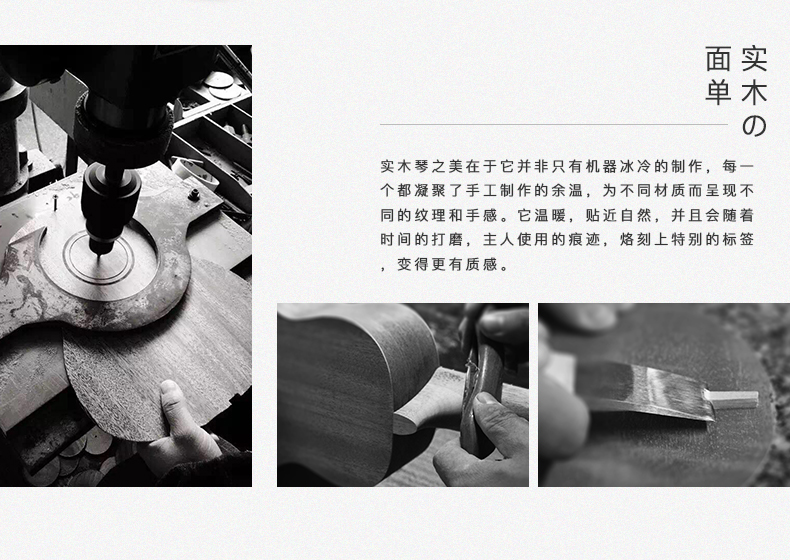 实木の
面单
实木琴之美在于它并非只有机器冰冷的制作，每一
个都凝聚了手工制作的余温，为不同材质而呈现不
同的纹理和手感。它温暖，贴近自然，并且会随着
时间的打磨，主人使用的痕迹，烙刻上特别的标签
，变得更有质感。